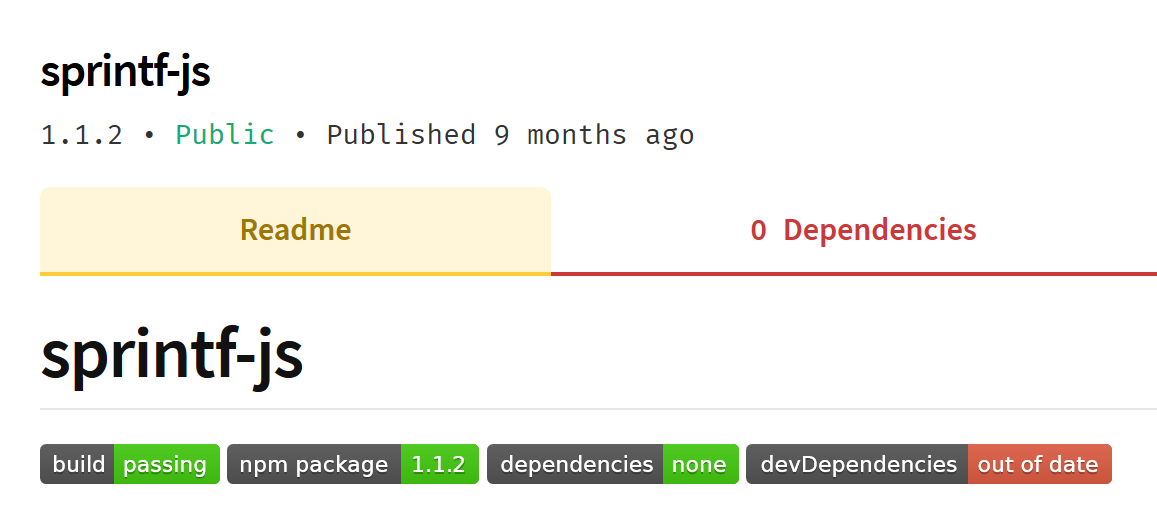 sprintf-js
1.1.2 • Public • Published 9 months ago
Readme 0 Dependencies
sprintf-js
build passing npm package 1.1.2 dependencies none devDependencies out of date